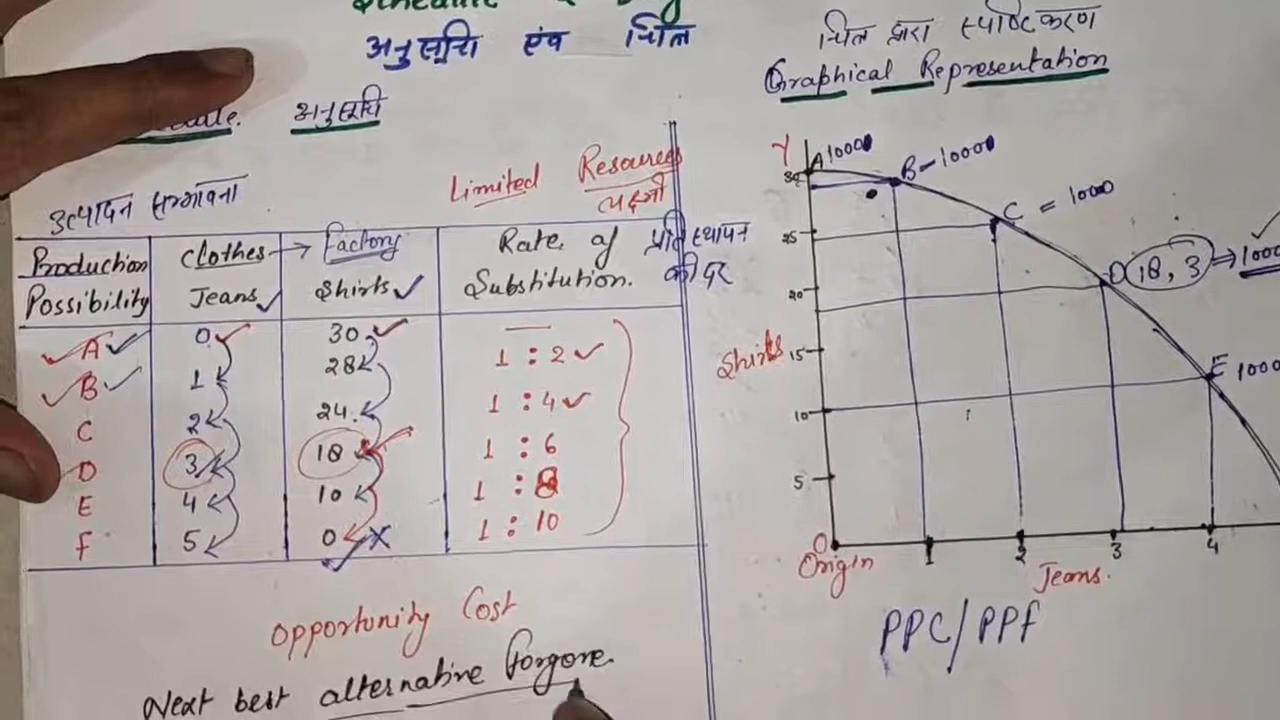 अनुसूचि एंव चित्र
अनुसूचि
उत्पादन सम्भावना
Limited Resources
Production Possibility
Clothes → Factory
Jeans
Shirts
Rate of Substitution.
प्रति स्थापन की दर
A 0 30 —
B 1 28 1 : 2
C 2 24 1 : 4
D 3 18 1 : 6
E 4 10 1 : 8
F 5 0 1 : 10
Opportunity Cost
Next best alternative forgone.
चित्र द्वारा स्पष्टिकरण
Graphical Representation
Y
A 10000
B - 10000
C = 1000
D (18, 3) ⇒ 1000
E 1000
30
25
20
15
10
5
0
Shirts
Origin
1 2 3 4
Jeans.
PPC/PPF